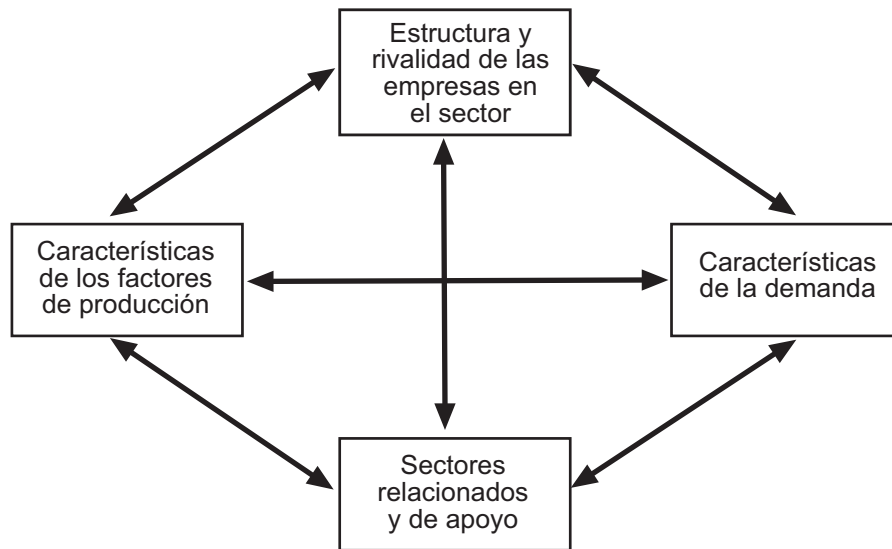 Estructura y
rivalidad de las
empresas en
el sector
Características
de los factores
de producción
Características
de la demanda
Sectores
relacionados
y de apoyo